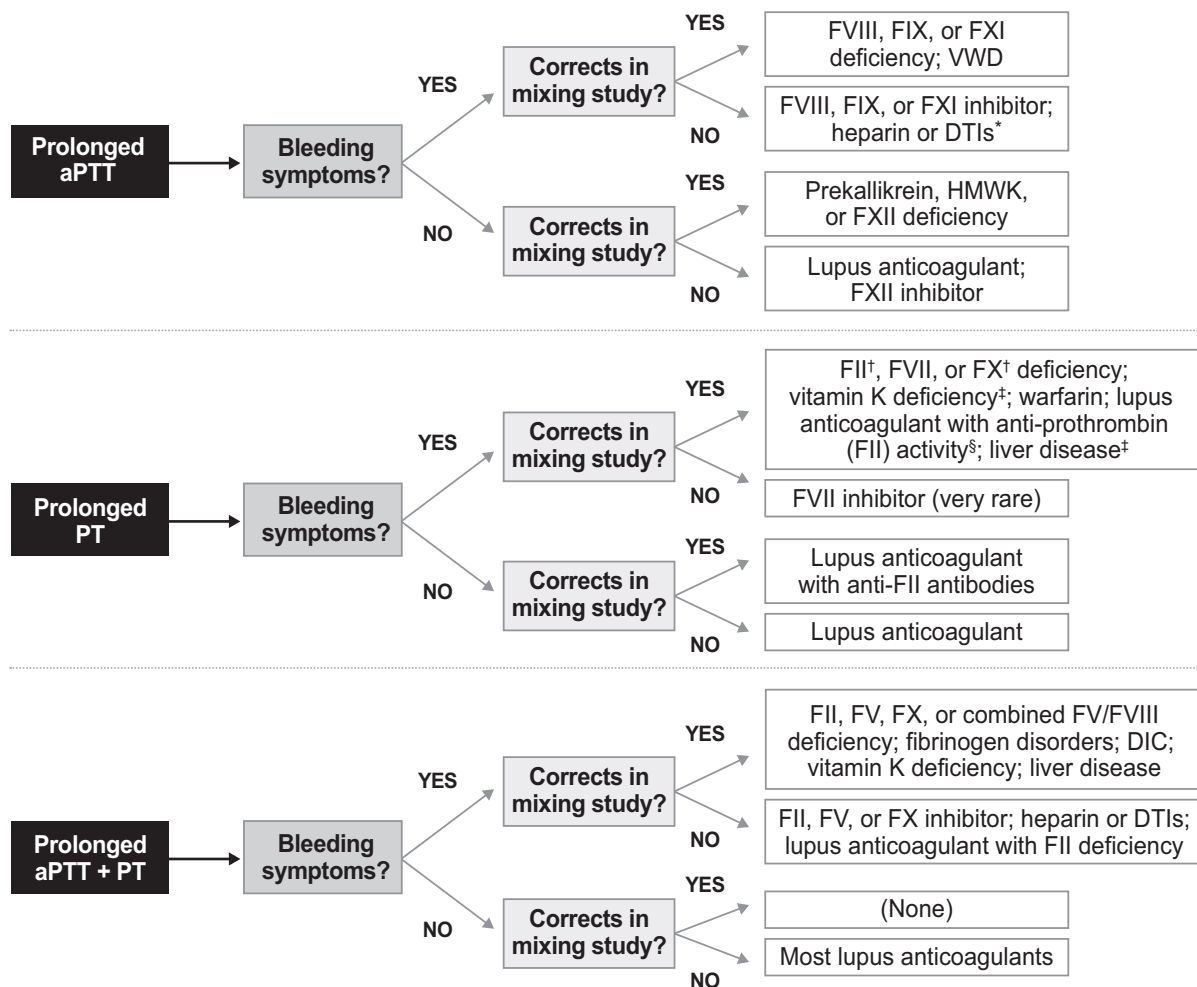 Prolonged
aPTT
Bleeding
symptoms?
YES
NO
Corrects in
mixing study?
YES
NO
FVIII, FIX, or FXI
deficiency; VWD
FVIII, FIX, or FXI inhibitor;
heparin or DTIs*
Corrects in
mixing study?
YES
NO
Prekallikrein, HMWK,
or FXII deficiency
Lupus anticoagulant;
FXII inhibitor
Prolonged
PT
Bleeding
symptoms?
YES
NO
Corrects in
mixing study?
YES
NO
FII†, FVII, or FX† deficiency;
vitamin K deficiency‡; warfarin; lupus
anticoagulant with anti-prothrombin
(FII) activity§; liver disease‡
FVII inhibitor (very rare)
Corrects in
mixing study?
YES
NO
Lupus anticoagulant
with anti-FII antibodies
Lupus anticoagulant
Prolonged
aPTT + PT
Bleeding
symptoms?
YES
NO
Corrects in
mixing study?
YES
NO
FII, FV, FX, or combined FV/FVIII
deficiency; fibrinogen disorders; DIC;
vitamin K deficiency; liver disease
FII, FV, or FX inhibitor; heparin or DTIs;
lupus anticoagulant with FII deficiency
Corrects in
mixing study?
YES
NO
(None)
Most lupus anticoagulants